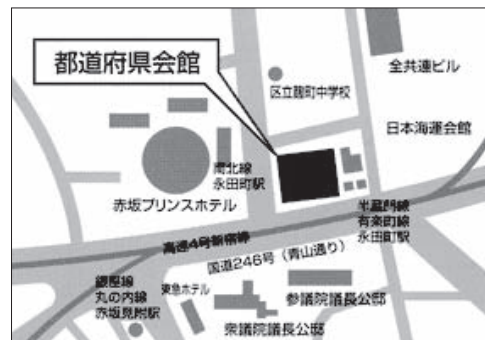 都道府県会館
全共連ビル
区立麹町中学校
日本海運会館
南北線
永田町駅
赤坂プリンスホテル
半蔵門線
有楽町線
永田町駅
高速4号新宿線
国道246号（青山通り）
銀座線
丸の内線
赤坂見附駅
東急ホテル
参議院議長公邸
衆議院議長公邸